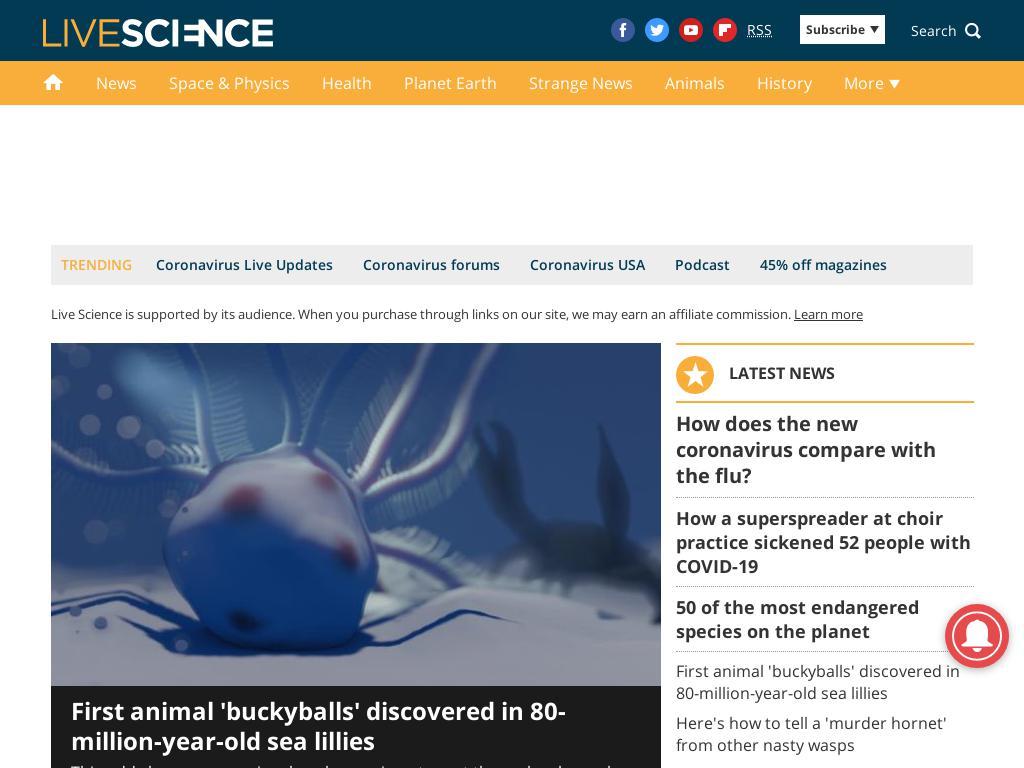 LIVESCIENCE
RSS
Subscribe
Search
News
Space & Physics
Health
Planet Earth
Strange News
Animals
History
More
TRENDING
Coronavirus Live Updates
Coronavirus forums
Coronavirus USA
Podcast
45% off magazines
Live Science is supported by its audience. When you purchase through links on our site, we may earn an affiliate commission. Learn more
First animal 'buckyballs' discovered in 80-
million-year-old sea lillies
LATEST NEWS
How does the new
coronavirus compare with
the flu?
How a superspreader at choir
practice sickened 52 people with
COVID-19
50 of the most endangered
species on the planet
First animal 'buckyballs' discovered in
80-million-year-old sea lillies
Here's how to tell a 'murder hornet'
from other nasty wasps